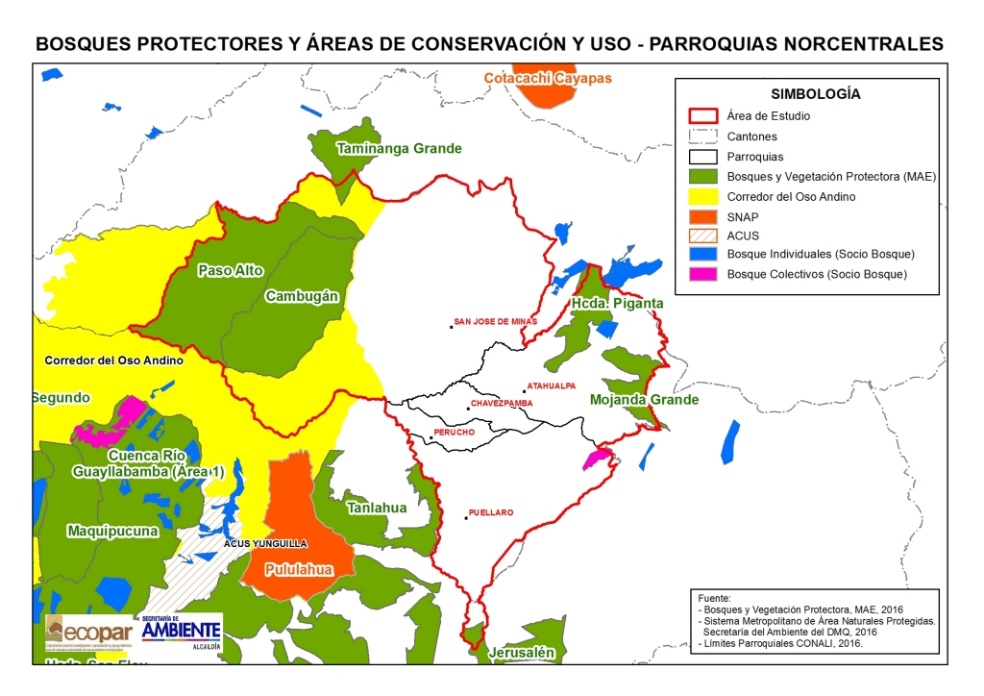 BOSQUES PROTECTORES Y ÁREAS DE CONSERVACIÓN Y USO - PARROQUIAS NORCENTRALES
Cotacachi Cayapas
SIMBOLOGÍA
Área de Estudio
Cantones
Parroquias
Bosques y Vegetación Protectora (MAE)
Corredor del Oso Andino
SNAP
ACUS
Bosque Individuales (Socio Bosque)
Bosque Colectivos (Socio Bosque)
Taminanga Grande
Paso Alto
Cambugán
Hcda. Piganta
SAN JOSE DE MINAS
Corredor del Oso Andino
ATAHUALPA
Segundo
CHAVEZPAMBA
Mojanda Grande
PERUCHO
Cuenca Río
Guayllabamba (Área 1)
Tanlahua
PUELLARO
Maquipucuna
ACUS YUNGUILLA
Pululahua
Fuente:
- Bosques y Vegetación Protectora, MAE, 2016
- Sistema Metropolitano de Área Naturales Protegidas.
Secretaria del Ambiente del DMQ, 2016
- Límites Parroquiales CONALI, 2016.
ecopar
SECRETARÍA DE
AMBIENTE
ALCALDÍA
Jerusalén